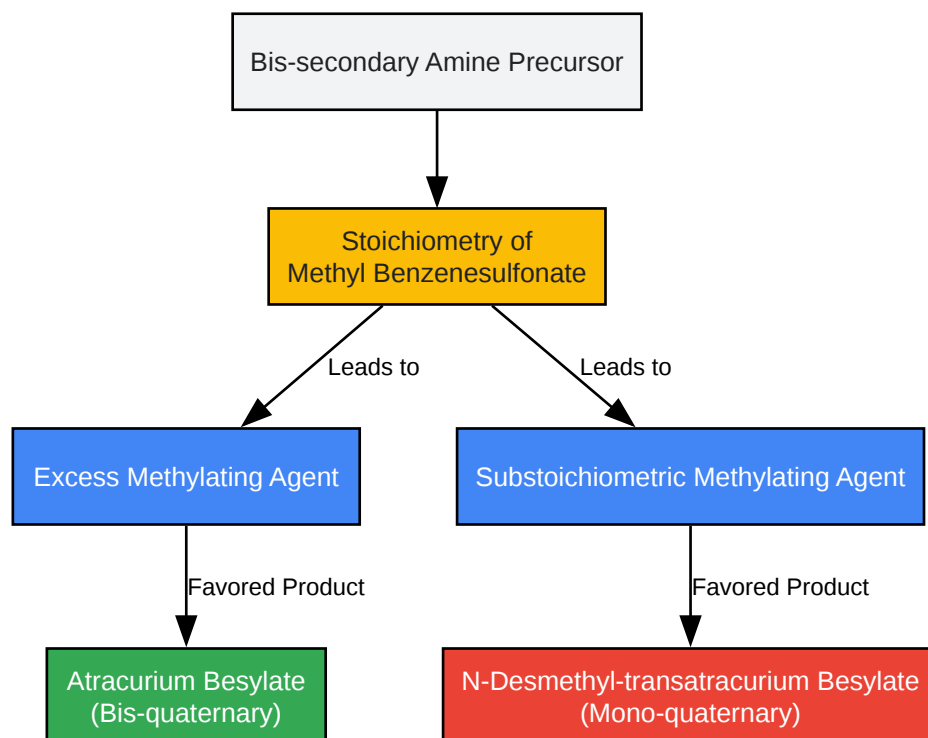 Bis-secondary Amine Precursor
Stoichiometry of
Methyl Benzenesulfonate
Leads to
Leads to
Excess Methylating Agent
Substoichiometric Methylating Agent
Favored Product
Favored Product
Atracurium Besylate
(Bis-quaternary)
N-Desmethyl-transatracurium Besylate
(Mono-quaternary)